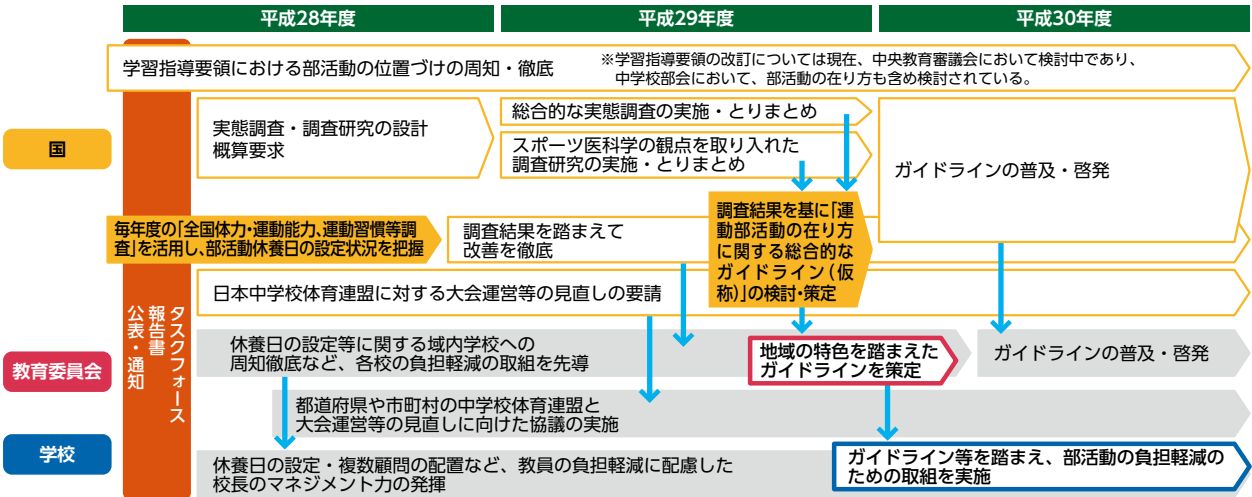 平成28年度
平成29年度
平成30年度
学習指導要領における部活動の位置づけの周知・徹底
※学習指導要領の改訂については現在、中央教育審議会において検討中であり、
中学校部会において、部活動の在り方も含め検討されている。
国
実態調査・調査研究の設計
概算要求
総合的な実態調査の実施・とりまとめ
スポーツ医科学の観点を取り入れた
調査研究の実施・とりまとめ
ガイドラインの普及・啓発
毎年度の「全国体力・運動能力、運動習慣等調
査」を活用し、部活動休養日の設定状況を把握
調査結果を踏まえて
改善を徹底
調査結果を基に「運
動部活動の在り方
に関する総合的な
ガイドライン(仮
称)」の検討・策定
日本中学校体育連盟に対する大会運営等の見直しの要請
タスクフォース
報告書
公表・通知
教育委員会
休養日の設定等に関する域内学校への
周知徹底など、各校の負担軽減の取組を先導
地域の特色を踏まえた
ガイドラインを策定
ガイドラインの普及・啓発
都道府県や市町村の中学校体育連盟と
大会運営等の見直しに向けた協議の実施
学校
休養日の設定・複数顧問の配置など、教員の負担軽減に配慮した
校長のマネジメント力の発揮
ガイドライン等を踏まえ、部活動の負担軽減の
ための取組を実施